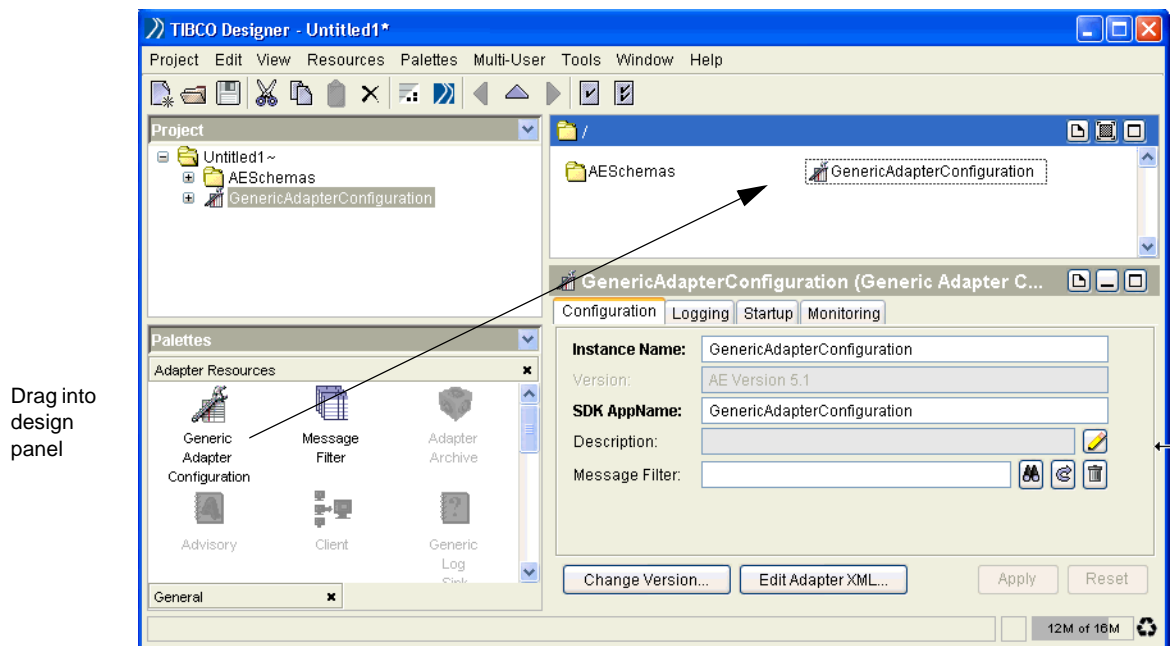 TIBCO Designer - Untitled1*
Project Edit View Resources Palettes Multi-User Tools Window Help
Project
Untitled1~
AESchemas
GenericAdapterConfiguration
/
AESchemas
GenericAdapterConfiguration
GenericAdapterConfiguration (Generic Adapter C...
Configuration Logging Startup Monitoring
Instance Name: GenericAdapterConfiguration
Version: AE Version 5.1
SDK AppName: GenericAdapterConfiguration
Description:
Message Filter:
Change Version... Edit Adapter XML... Apply Reset
Palettes
Adapter Resources
Generic
Adapter
Configuration
Message
Filter
Adapter
Archive
Advisory
Client
Generic
Log
Sink
General
12M of 16M
Drag into
design
panel